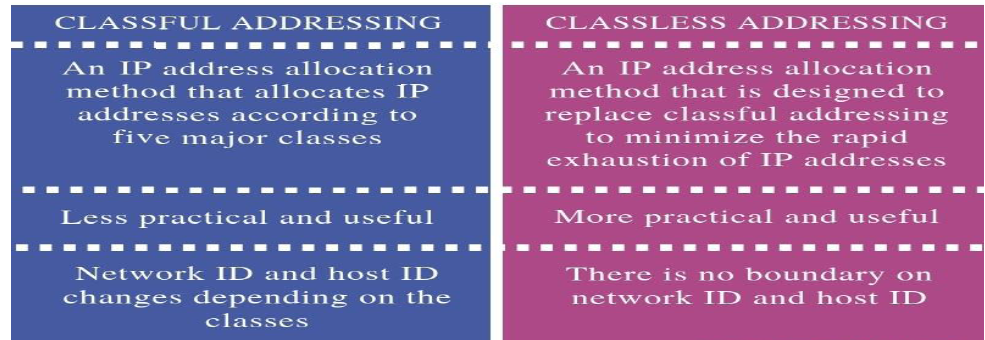 CLASSFUL ADDRESSING
An IP address allocation
method that allocates IP
addresses according to
five major classes
Less practical and useful
Network ID and host ID
changes depending on the
classes
CLASSLESS ADDRESSING
An IP address allocation
method that is designed to
replace classful addressing
to minimize the rapid
exhaustion of IP addresses
More practical and useful
There is no boundary on
network ID and host ID